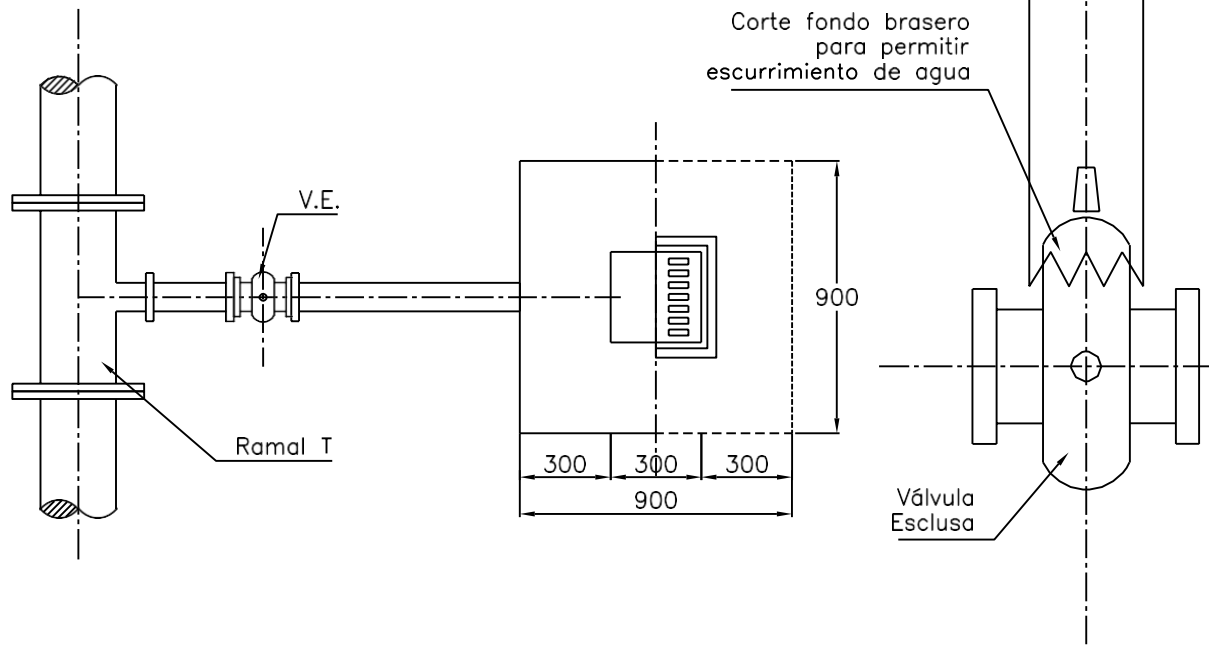 Corte fondo brasero
para permitir
escurrimiento de agua
V.E.
900
Ramal T
300 300 300
900
Válvula
Esclusa